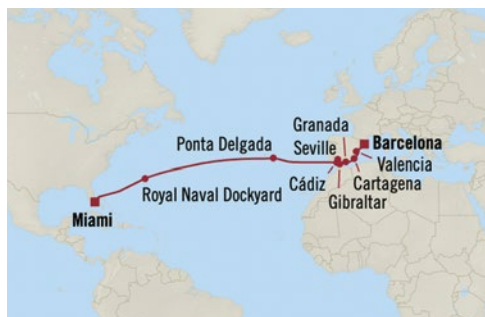 Granada
Ponta Delgada
Seville
Barcelona
Valencia
Cádiz
Cartagena
Royal Naval Dockyard
Gibraltar
Miami